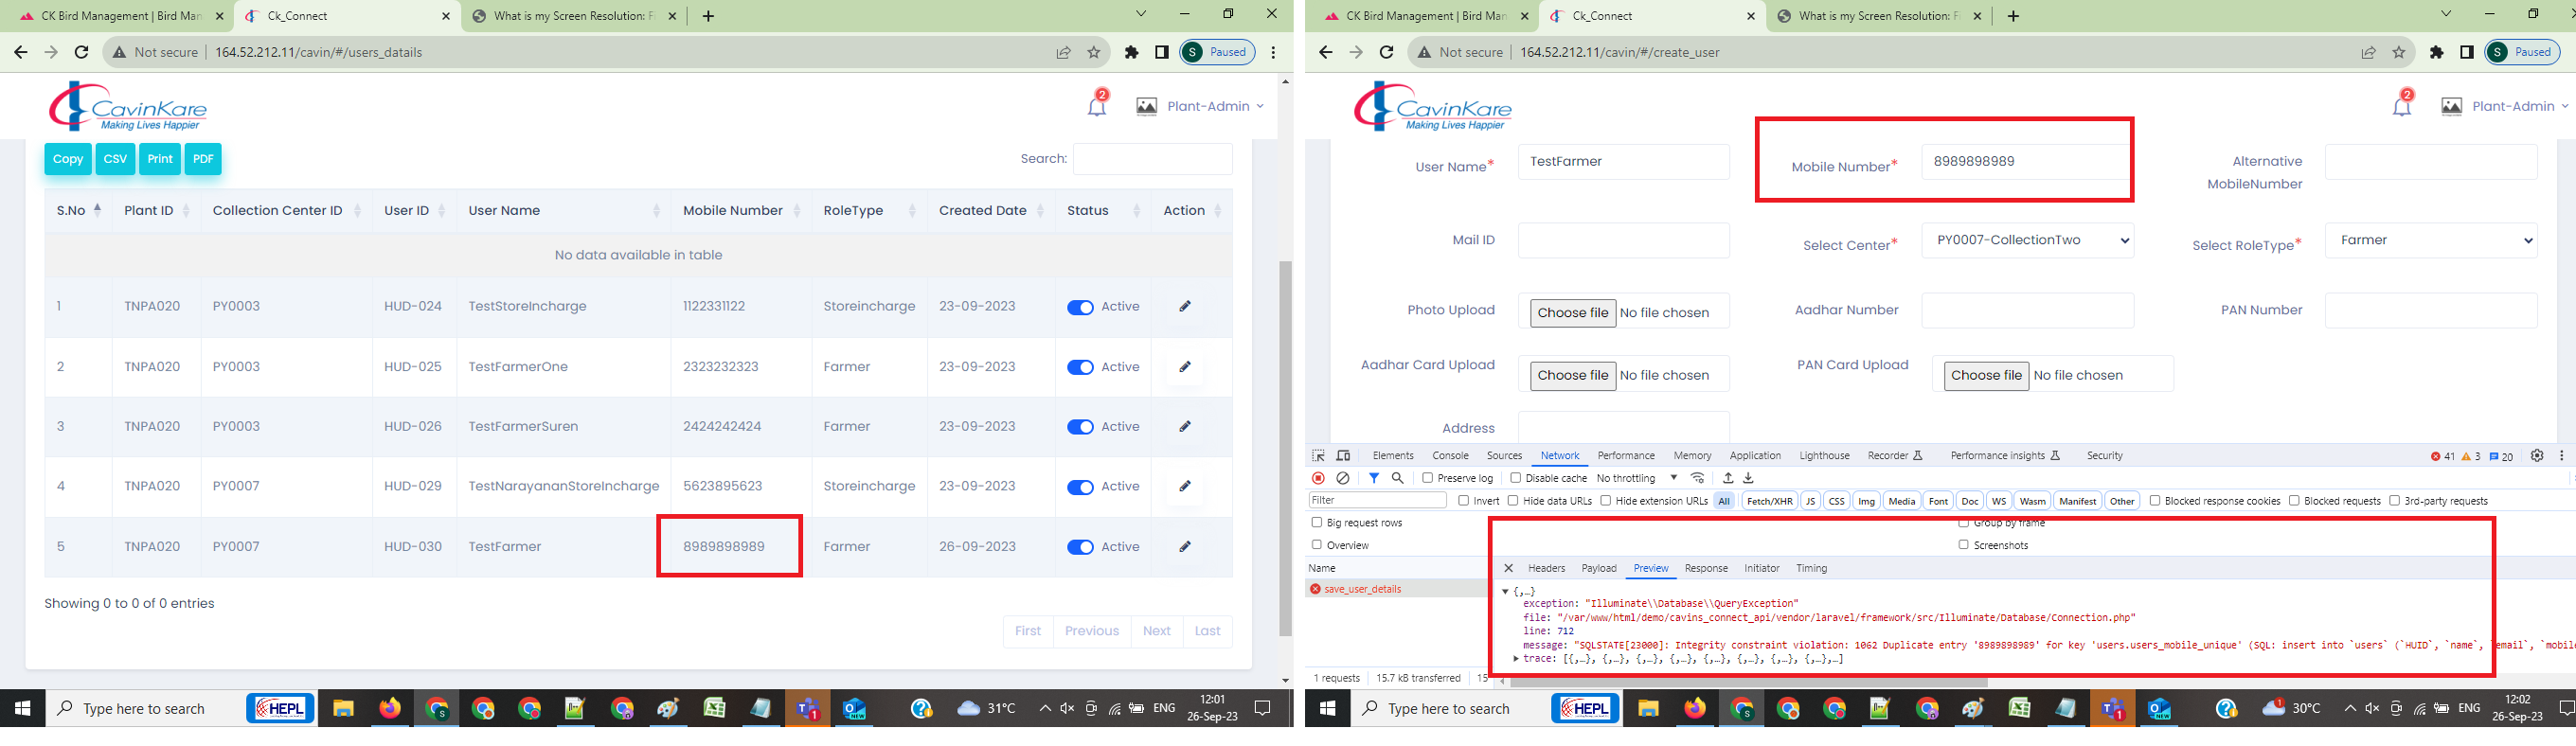 CK Bird Management | Bird Man
Ck_Connect
What is my Screen Resolution: Fi
Not secure
164.52.212.11/cavin/#/users_datails
S
Paused
CavinKare
Making Lives Happier
2
Plant-Admin
Copy
CSV
Print
PDF
Search:
S.No
Plant ID
Collection Center ID
User ID
User Name
Mobile Number
RoleType
Created Date
Status
Action
No data available in table
1 TNPA020 PY0003 HUD-024 TestStoreIncharge 1122331122 Storeincharge 23-09-2023 Active
2 TNPA020 PY0003 HUD-025 TestFarmerOne 2323232323 Farmer 23-09-2023 Active
3 TNPA020 PY0003 HUD-026 TestFarmerSuren 2424242424 Farmer 23-09-2023 Active
4 TNPA020 PY0007 HUD-029 TestNarayananStoreIncharge 5623895623 Storeincharge 23-09-2023 Active
5 TNPA020 PY0007 HUD-030 TestFarmer 8989898989 Farmer 26-09-2023 Active
Showing 0 to 0 of 0 entries
First
Previous
Next
Last
Type here to search
HEPL
1
NEW
31°C
ENG
12:01
26-Sep-23
CK Bird Management | Bird Man
Ck_Connect
What is my Screen Resolution: Fi
Not secure
164.52.212.11/cavin/#/create_user
S
Paused
CavinKare
Making Lives Happier
2
Plant-Admin
User Name*
TestFarmer
Mobile Number*
8989898989
Alternative
MobileNumber
Mail ID
Select Center*
PY0007-CollectionTwo
Select RoleType*
Farmer
Photo Upload
Choose file No file chosen
Aadhar Number
PAN Number
Aadhar Card Upload
Choose file No file chosen
PAN Card Upload
Choose file No file chosen
Address
Elements
Console
Sources
Network
Performance
Memory
Application
Lighthouse
Recorder
Performance insights
Security
41
3
20
Preserve log
Disable cache
No throttling
Filter
Invert
Hide data URLs
Hide extension URLs
All
Fetch/XHR
JS
CSS
Img
Media
Font
Doc
WS
Wasm
Manifest
Other
Blocked response cookies
Blocked requests
3rd-party requests
Big request rows
Group by frame
Overview
Screenshots
Name
Headers
Payload
Preview
Response
Initiator
Timing
save_user_details
{,…}
exception: "Illuminate\\Database\\QueryException"
file: "/var/www/html/demo/cavins_connect_api/vendor/laravel/framework/src/Illuminate/Database/Connection.php"
line: 712
message: "SQLSTATE[23000]: Integrity constraint violation: 1062 Duplicate entry '8989898989' for key 'users.users_mobile_unique' (SQL: insert into `users` (`HUID`, `name`, `email`, `mobile
trace: [{,…}, {,…}, {,…}, {,…}, {,…}, {,…}, {,…}, {,…},…]
1 requests
15.7 kB transferred
15
Type here to search
HEPL
1
NEW
1
30°C
ENG
12:02
26-Sep-23